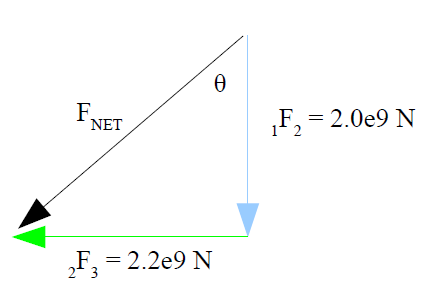 θ
F_NET
₁F₂ = 2.0e9 N
₂F₃ = 2.2e9 N